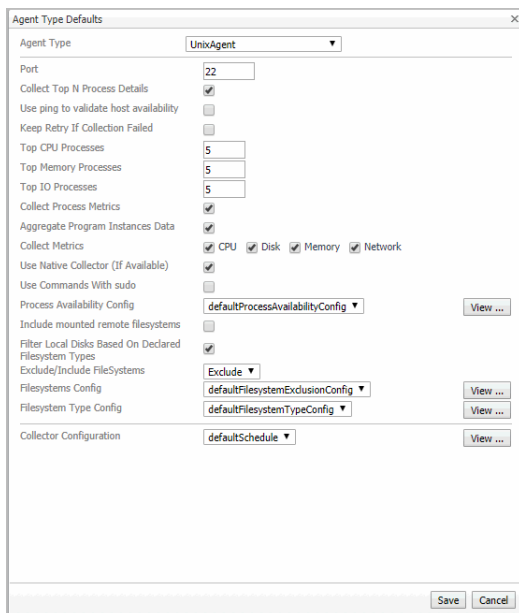 Agent Type Defaults
Agent Type UnixAgent
Port 22
Collect Top N Process Details
Use ping to validate host availability
Keep Retry If Collection Failed
Top CPU Processes 5
Top Memory Processes 5
Top IO Processes 5
Collect Process Metrics
Aggregate Program Instances Data
Collect Metrics CPU Disk Memory Network
Use Native Collector (If Available)
Use Commands With sudo
Process Availability Config defaultProcessAvailabilityConfig View ...
Include mounted remote filesystems
Filter Local Disks Based On Declared
Filesystem Types
Exclude/Include FileSystems Exclude
Filesystems Config defaultFilesystemExclusionConfig View ...
Filesystem Type Config defaultFilesystemTypeConfig View ...
Collector Configuration defaultSchedule View ...
Save Cancel